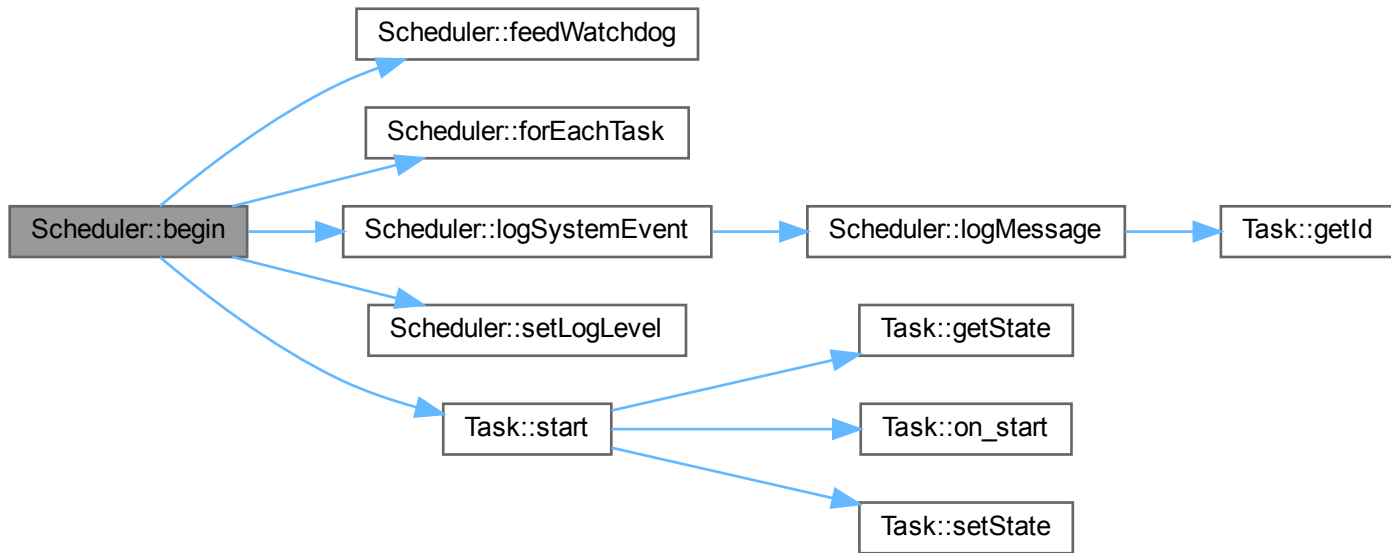 Scheduler::begin
Scheduler::feedWatchdog
Scheduler::forEachTask
Scheduler::logSystemEvent
Scheduler::logMessage
Task::getId
Scheduler::setLogLevel
Task::start
Task::getState
Task::on_start
Task::setState